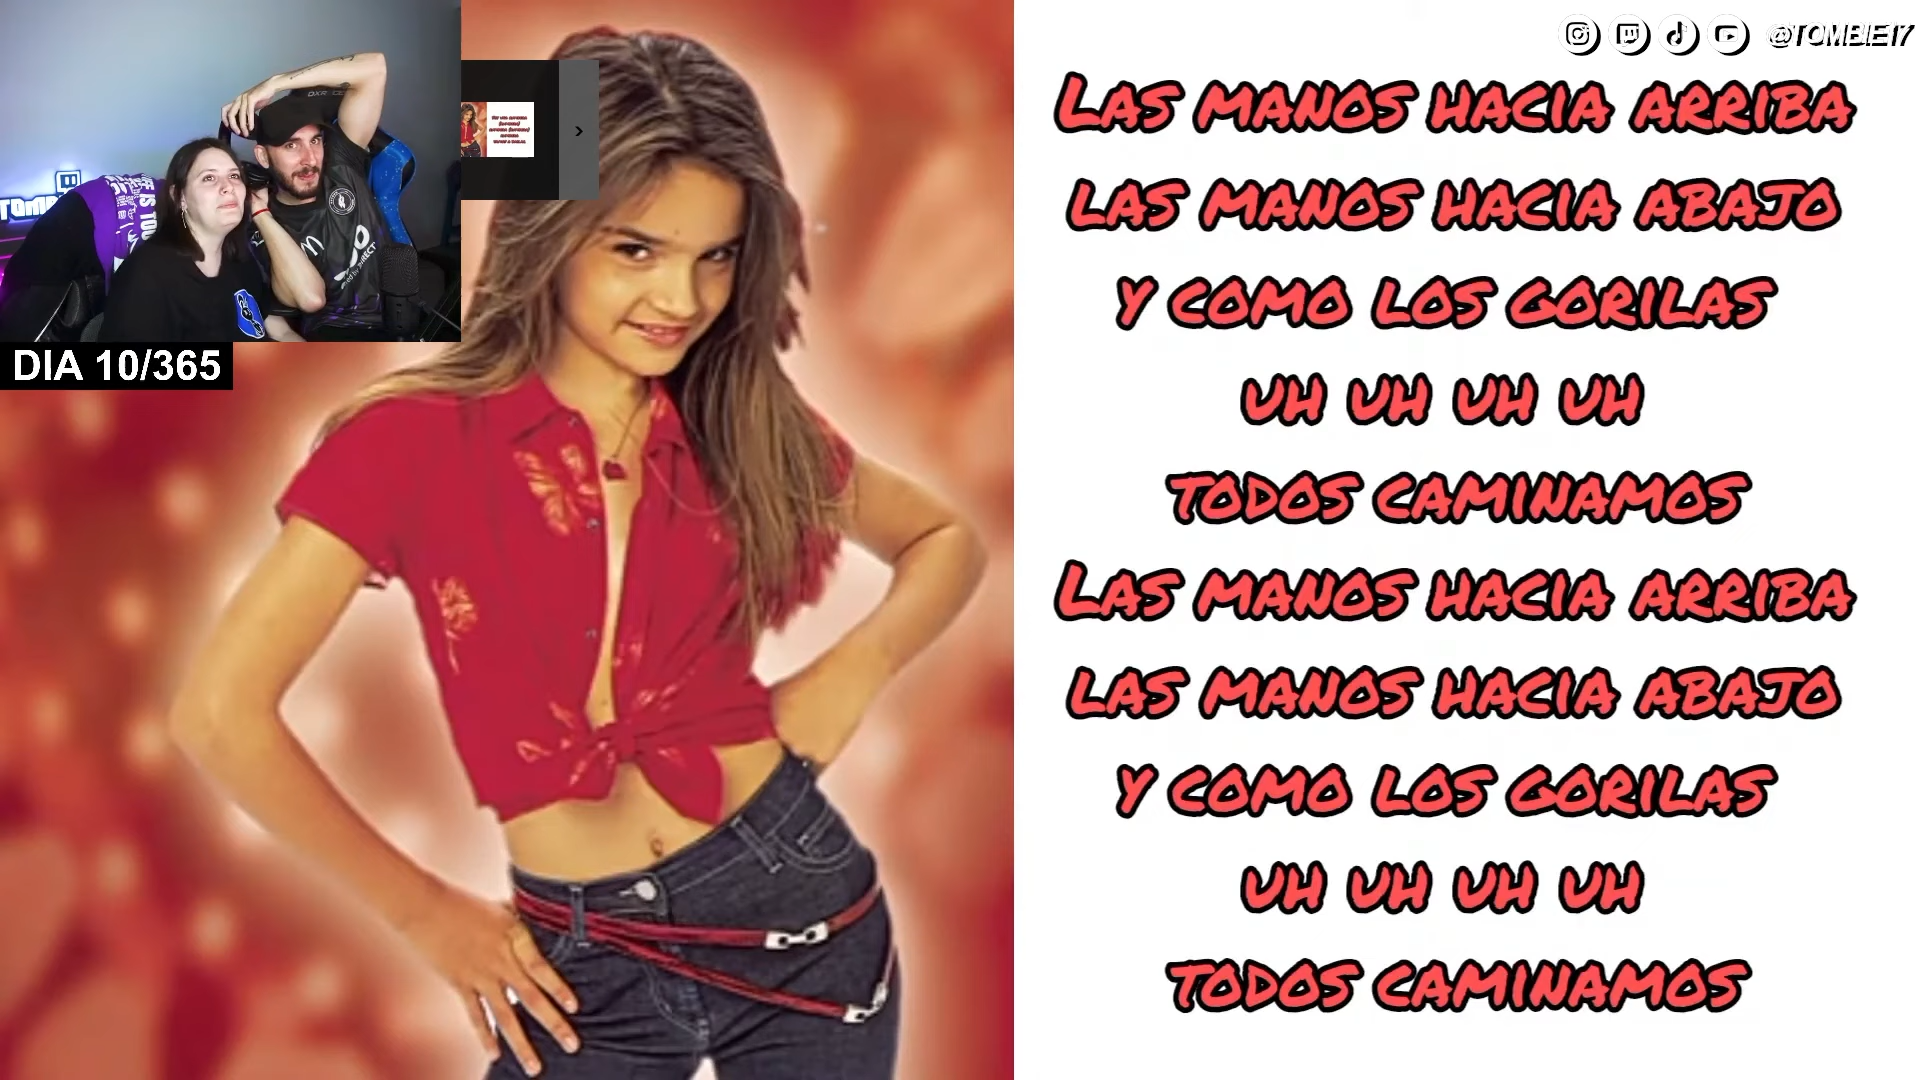 @TOMBIE17
DXR
DIA 10/365
Las manos hacia arriba
las manos hacia abajo
y como los gorilas
uh uh uh uh
todos caminamos
Las manos hacia arriba
las manos hacia abajo
y como los gorilas
uh uh uh uh
todos caminamos